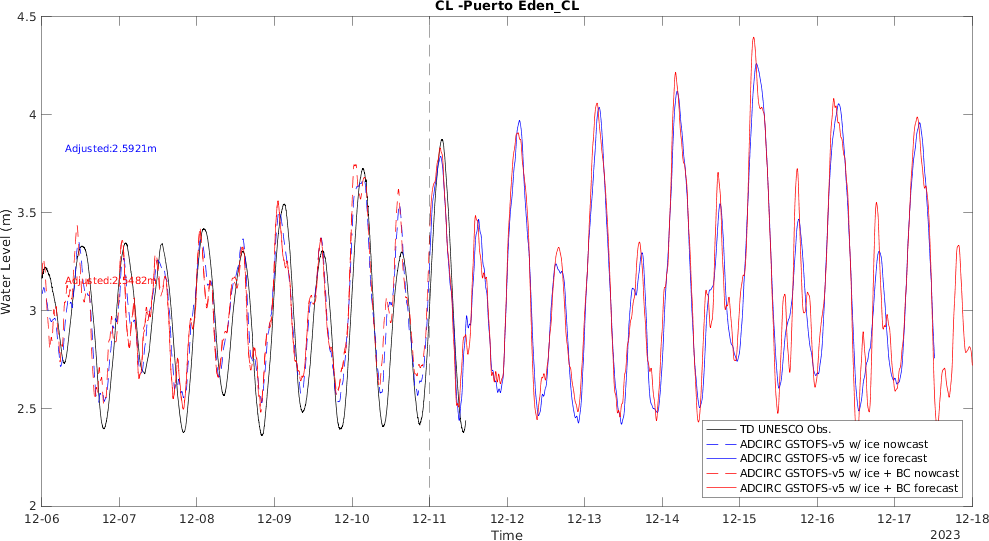 CL -Puerto Eden_CL
4.5
4
3.5
3
2.5
2
Water Level (m)
Adjusted:2.5921m
Adjusted:2.5482m
TD UNESCO Obs.
ADCIRC GSTOFS-v5 w/ ice nowcast
ADCIRC GSTOFS-v5 w/ ice forecast
ADCIRC GSTOFS-v5 w/ ice + BC nowcast
ADCIRC GSTOFS-v5 w/ ice + BC forecast
12-06 12-07 12-08 12-09 12-10 12-11 12-12 12-13 12-14 12-15 12-16 12-17 12-18
Time
2023